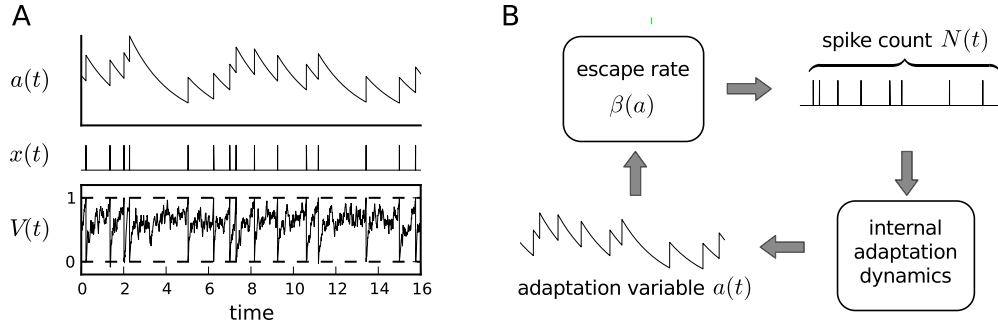 A
a(t)
x(t)
V(t)
1
0
0 2 4 6 8 10 12 14 16
time
B
escape rate
β(a)
spike count N(t)
internal
adaptation
dynamics
adaptation variable a(t)